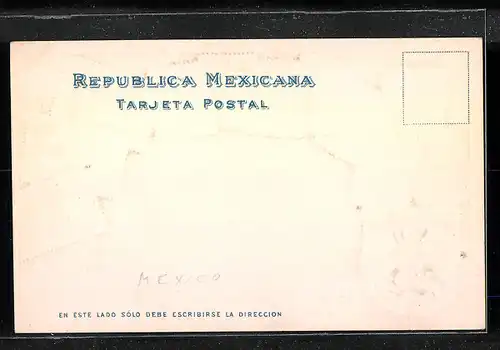 REPUBLICA MEXICANA
TARJETA POSTAL
MEXICO
EN ESTE LADO SÓLO DEBE ESCRIBIRSE LA DIRECCION